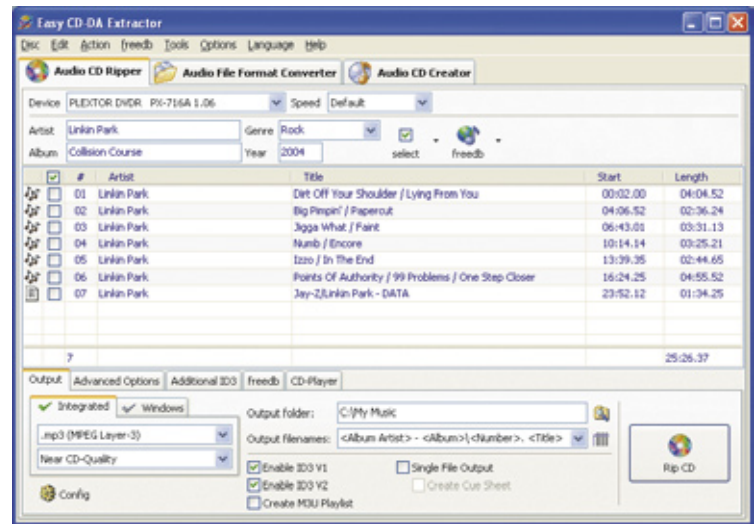 Easy CD-DA Extractor
Disc Edit Action freedb Tools Options Language Help
Audio CD Ripper Audio File Format Converter Audio CD Creator
Device PLEXTOR DVDR PX-716A 1.06 Speed Default
Artist Linkin Park Genre Rock
Album Collision Course Year 2004 select freedb
# Artist Title Start Length
01 Linkin Park Dirt Off Your Shoulder / Lying From You 00:02.00 04:04.52
02 Linkin Park Big Pimpin' / Papercut 04:06.52 02:36.24
03 Linkin Park Jigga What / Faint 06:43.01 03:31.13
04 Linkin Park Numb / Encore 10:14.14 03:25.21
05 Linkin Park Izzo / In The End 13:39.35 02:44.65
06 Linkin Park Points Of Authority / 99 Problems / One Step Closer 16:24.25 04:55.52
07 Linkin Park Jay-Z/Linkin Park - DATA 23:52.12 01:34.25
7 25:26.37
Output Advanced Options Additional ID3 freedb CD-Player
Integrated Windows
Output folder: C:\My Music
.mp3 (MPEG Layer-3)
Output filenames: <Album Artist> - <Album>\<Number>. <Title>
Near CD-Quality
Enable ID3 V1 Single File Output
Rip CD
Enable ID3 V2 Create Cue Sheet
Config
Create M3U Playlist